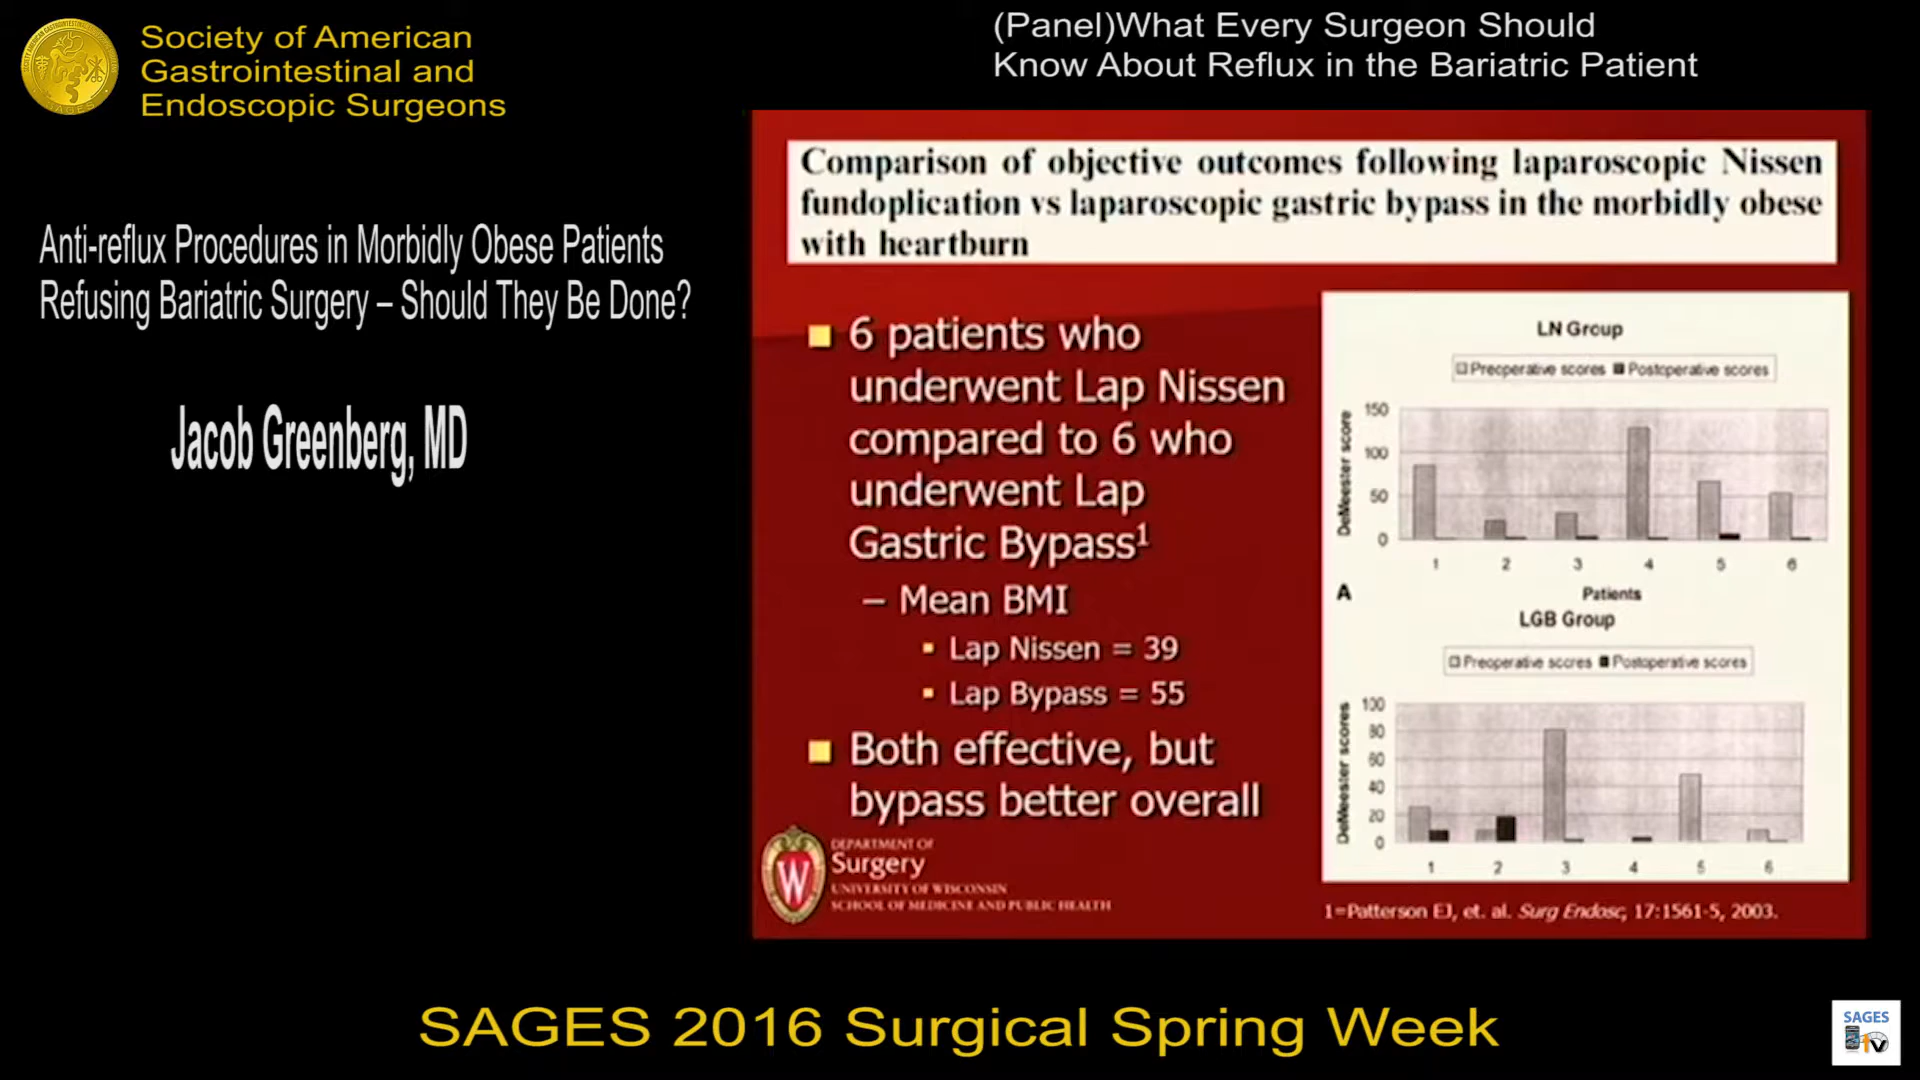 Society of American
Gastrointestinal and
Endoscopic Surgeons
(Panel)What Every Surgeon Should
Know About Reflux in the Bariatric Patient
Anti-reflux Procedures in Morbidly Obese Patients
Refusing Bariatric Surgery – Should They Be Done?
Jacob Greenberg, MD
Comparison of objective outcomes following laparoscopic Nissen
fundoplication vs laparoscopic gastric bypass in the morbidly obese
with heartburn
6 patients who
underwent Lap Nissen
compared to 6 who
underwent Lap
Gastric Bypass¹
– Mean BMI
Lap Nissen = 39
Lap Bypass = 55
Both effective, but
bypass better overall
LN Group
Preoperative scores Postoperative scores
DeMeester score
150
100
50
0
1 2 3 4 5 6
A
Patients
LGB Group
Preoperative scores Postoperative scores
DeMeester scores
100
80
60
40
20
0
1 2 3 4 5 6
W
DEPARTMENT OF
Surgery
UNIVERSITY OF WISCONSIN
SCHOOL OF MEDICINE AND PUBLIC HEALTH
1=Patterson EJ, et. al. Surg Endosc, 17:1561-5, 2003.
SAGES 2016 Surgical Spring Week
SAGES
TV